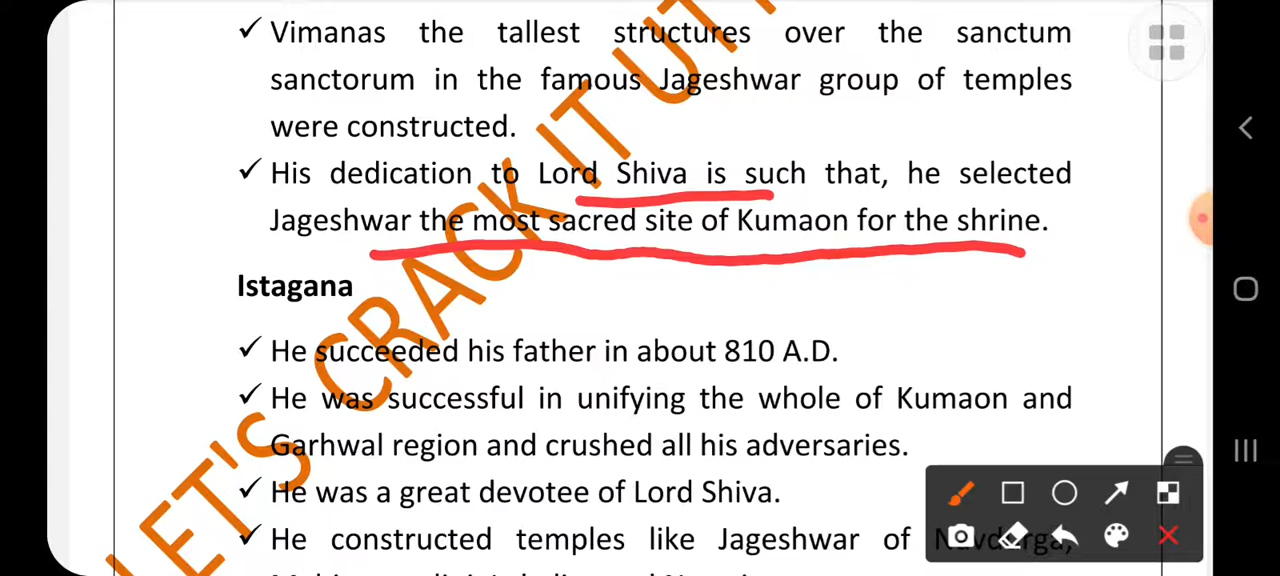 ✓ Vimanas the tallest structures over the sanctum
sanctorum in the famous Jageshwar group of temples
were constructed.
✓ His dedication to Lord Shiva is such that, he selected
Jageshwar the most sacred site of Kumaon for the shrine.
Istagana
✓ He succeeded his father in about 810 A.D.
✓ He was successful in unifying the whole of Kumaon and
Garhwal region and crushed all his adversaries.
✓ He was a great devotee of Lord Shiva.
✓ He constructed temples like Jageshwar of
LET'S CRACK IT UT